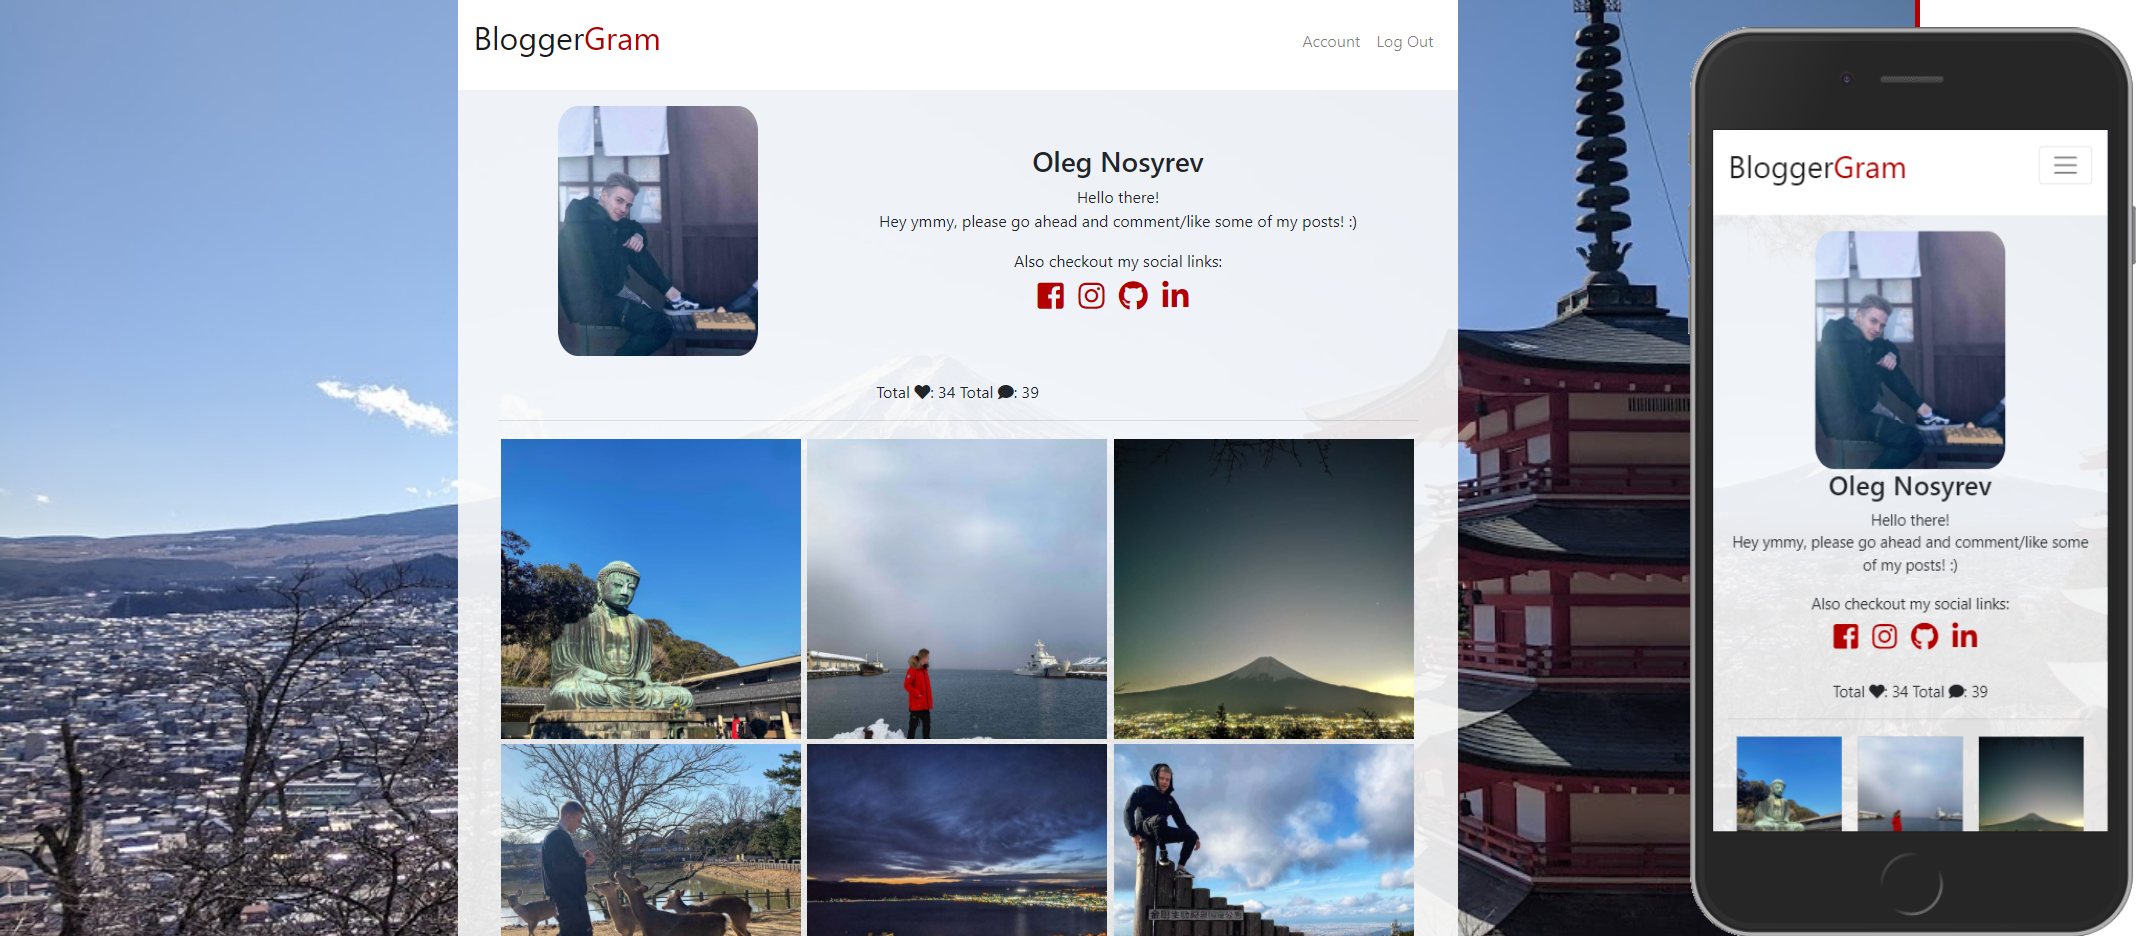 BloggerGram
Account Log Out
Oleg Nosyrev
Hello there!
Hey ymmy, please go ahead and comment/like some of my posts! :)
Also checkout my social links:
Total : 34 Total : 39
BloggerGram
Oleg Nosyrev
Hello there!
Hey ymmy, please go ahead and comment/like some
of my posts! :)
Also checkout my social links:
Total : 34 Total : 39